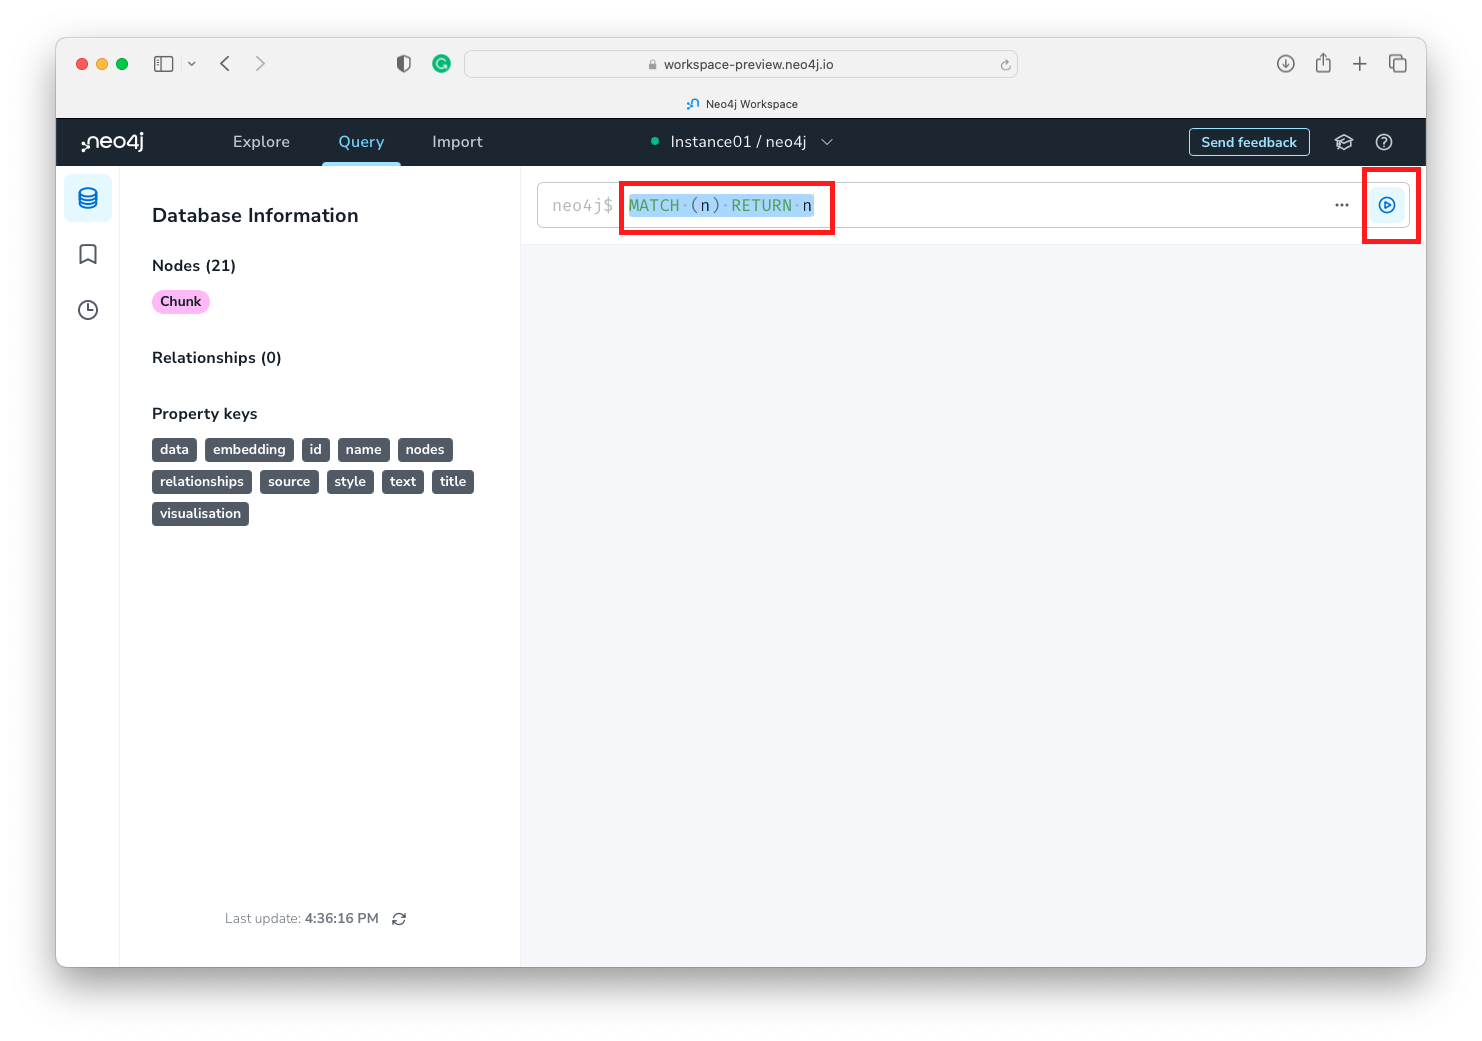 workspace-preview.neo4j.io
Neo4j Workspace
neo4j
Explore
Query
Import
Instance01 / neo4j
Send feedback
Database Information
Nodes (21)
Chunk
Relationships (0)
Property keys
data embedding id name nodes
relationships source style text title
visualisation
Last update: 4:36:16 PM
neo4j$ MATCH (n) RETURN n